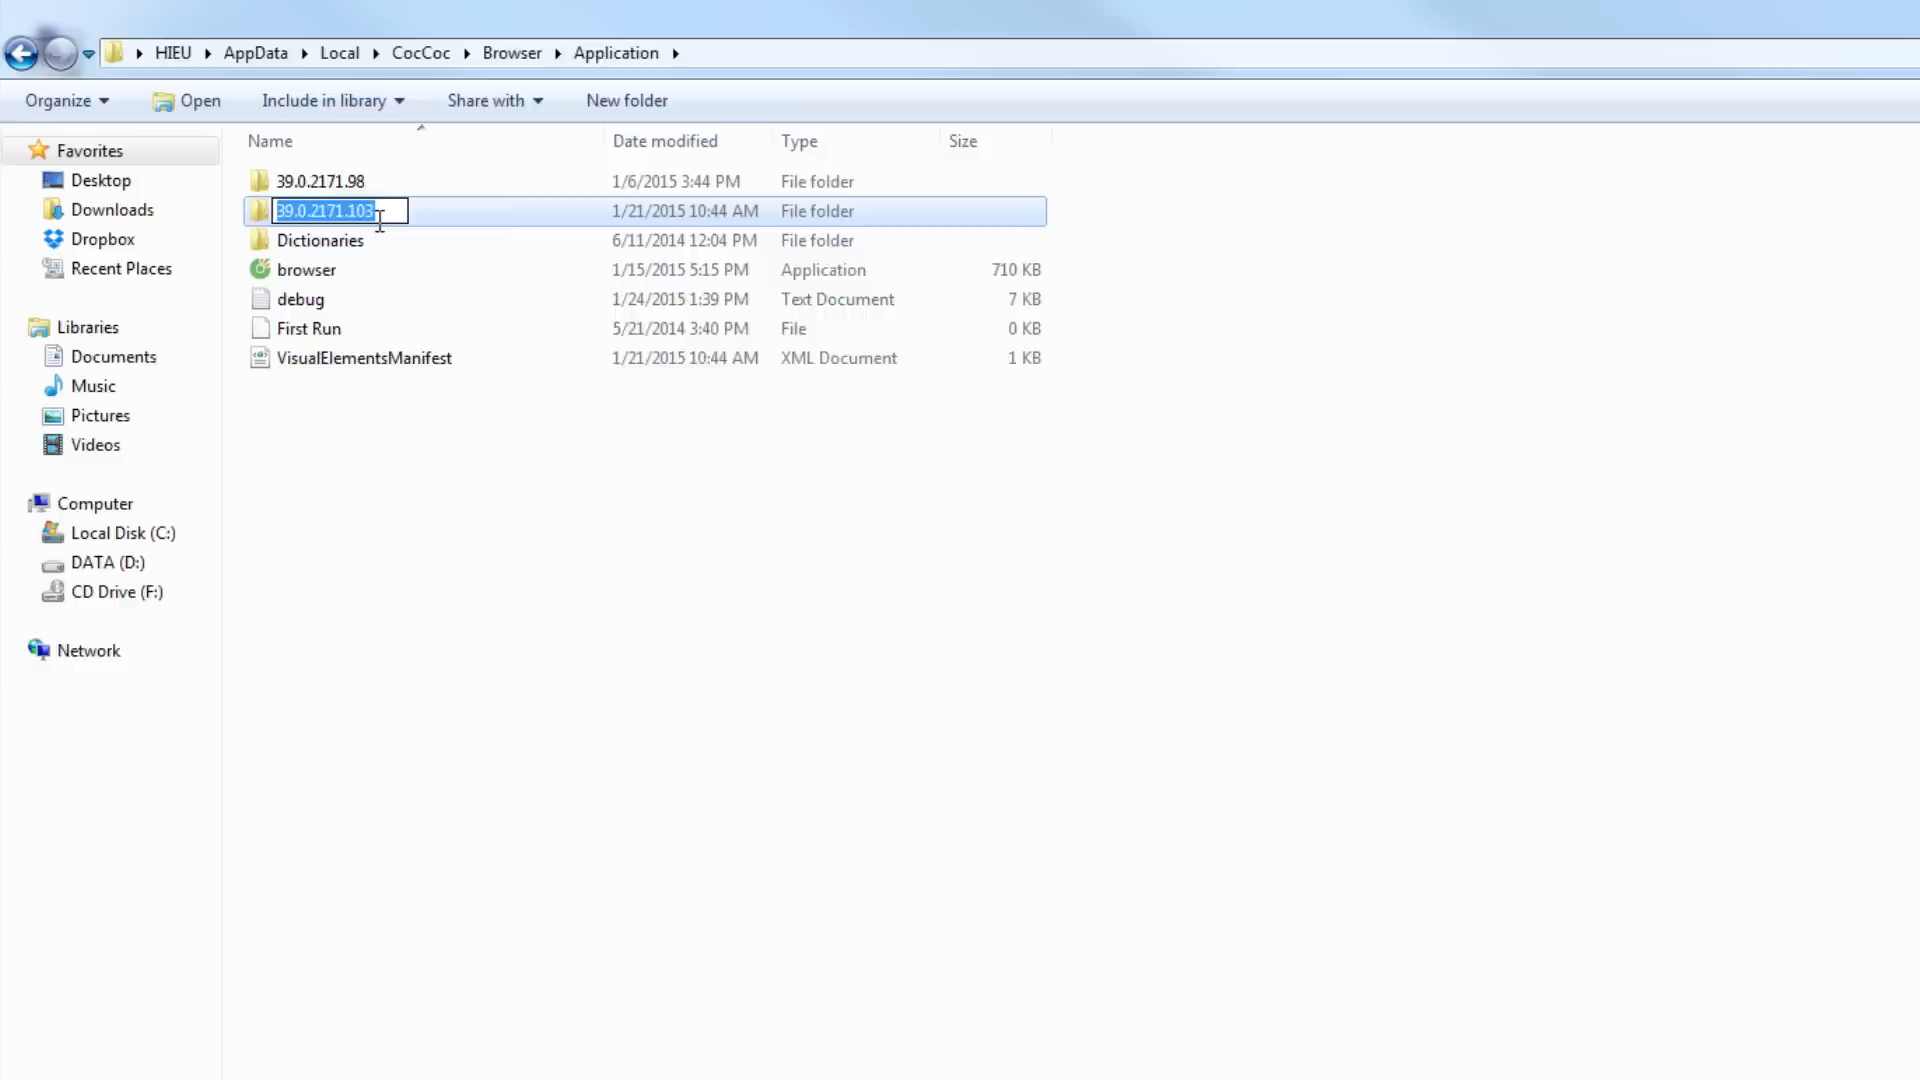 HIEU AppData Local CocCoc Browser Application
Organize Open Include in library Share with New folder
Name Date modified Type Size
Favorites
Desktop
Downloads
Dropbox
Recent Places
Libraries
Documents
Music
Pictures
Videos
Computer
Local Disk (C:)
DATA (D:)
CD Drive (F:)
Network
39.0.2171.98 1/6/2015 3:44 PM File folder
39.0.2171.103 1/21/2015 10:44 AM File folder
Dictionaries 6/11/2014 12:04 PM File folder
browser 1/15/2015 5:15 PM Application 710 KB
debug 1/24/2015 1:39 PM Text Document 7 KB
First Run 5/21/2014 3:40 PM File 0 KB
VisualElementsManifest 1/21/2015 10:44 AM XML Document 1 KB